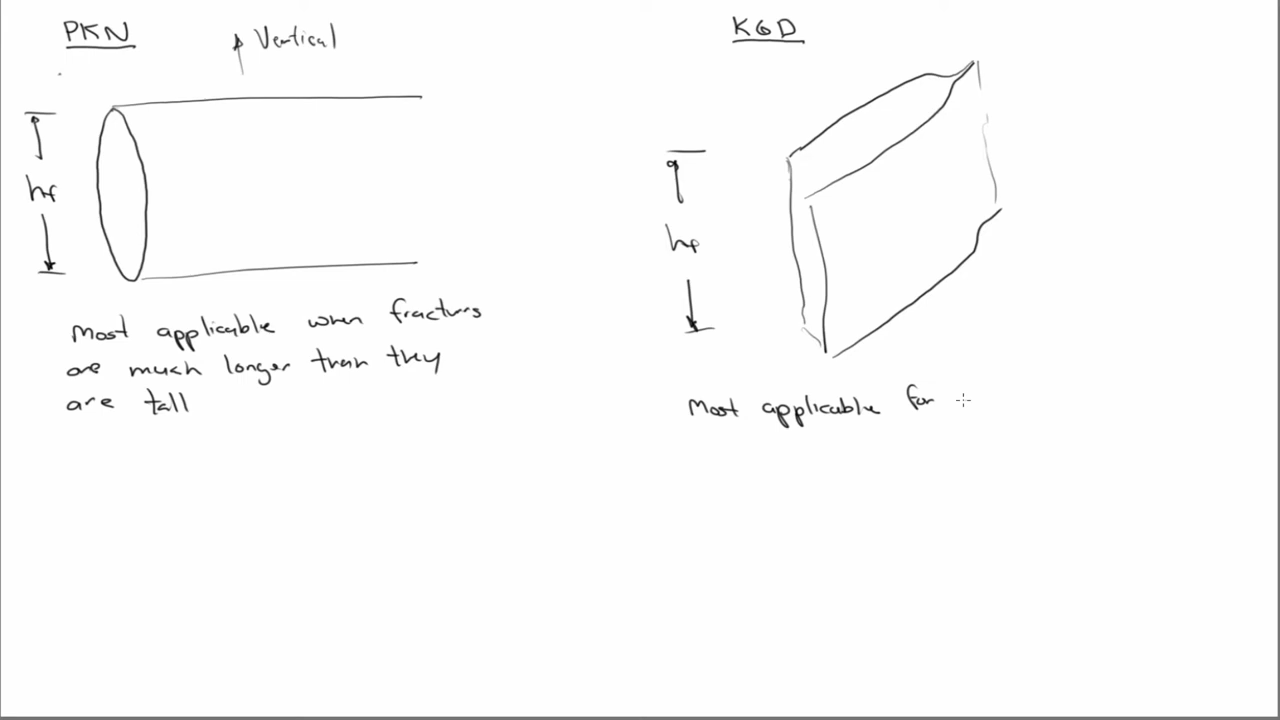 PKN
Vertical
hf
Most applicable when fractures
are much longer than they
are tall
KGD
hf
Most applicable for